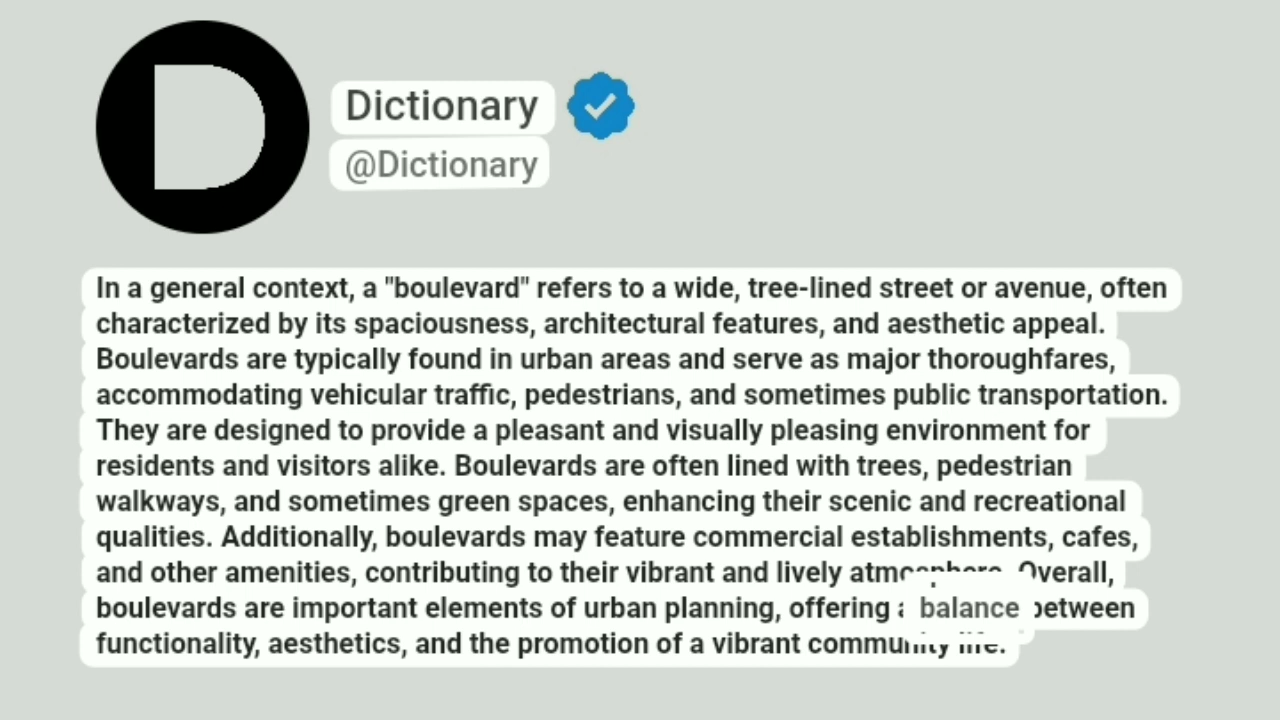 D
Dictionary
@Dictionary
In a general context, a "boulevard" refers to a wide, tree-lined street or avenue, often
characterized by its spaciousness, architectural features, and aesthetic appeal.
Boulevards are typically found in urban areas and serve as major thoroughfares,
accommodating vehicular traffic, pedestrians, and sometimes public transportation.
They are designed to provide a pleasant and visually pleasing environment for
residents and visitors alike. Boulevards are often lined with trees, pedestrian
walkways, and sometimes green spaces, enhancing their scenic and recreational
qualities. Additionally, boulevards may feature commercial establishments, cafes,
and other amenities, contributing to their vibrant and lively atmosphere. Overall,
boulevards are important elements of urban planning, offering a balance between
functionality, aesthetics, and the promotion of a vibrant community life.